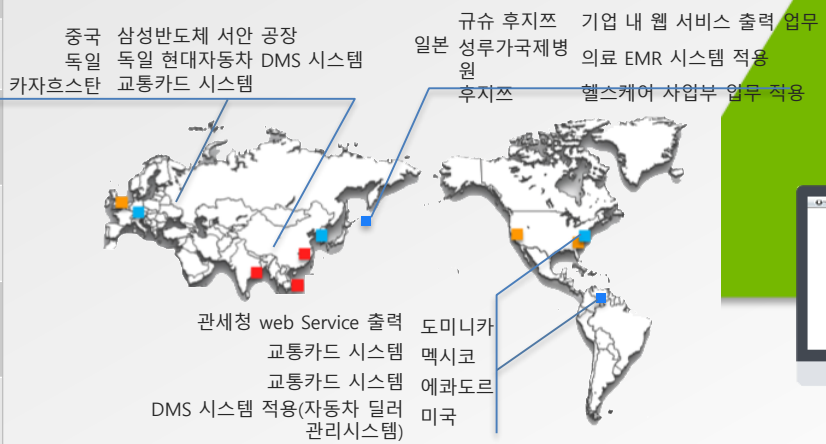 중국 삼성반도체 서안 공장
독일 독일 현대자동차 DMS 시스템
카자흐스탄 교통카드 시스템
일본
규슈 후지쯔 기업 내 웹 서비스 출력 업무
성루가국제병
원
의료 EMR 시스템 적용
후지쯔 헬스케어 사업부 업무 적용
관세청 web Service 출력 도미니카
교통카드 시스템 멕시코
교통카드 시스템 에콰도르
DMS 시스템 적용(자동차 딜러
관리시스템)
미국